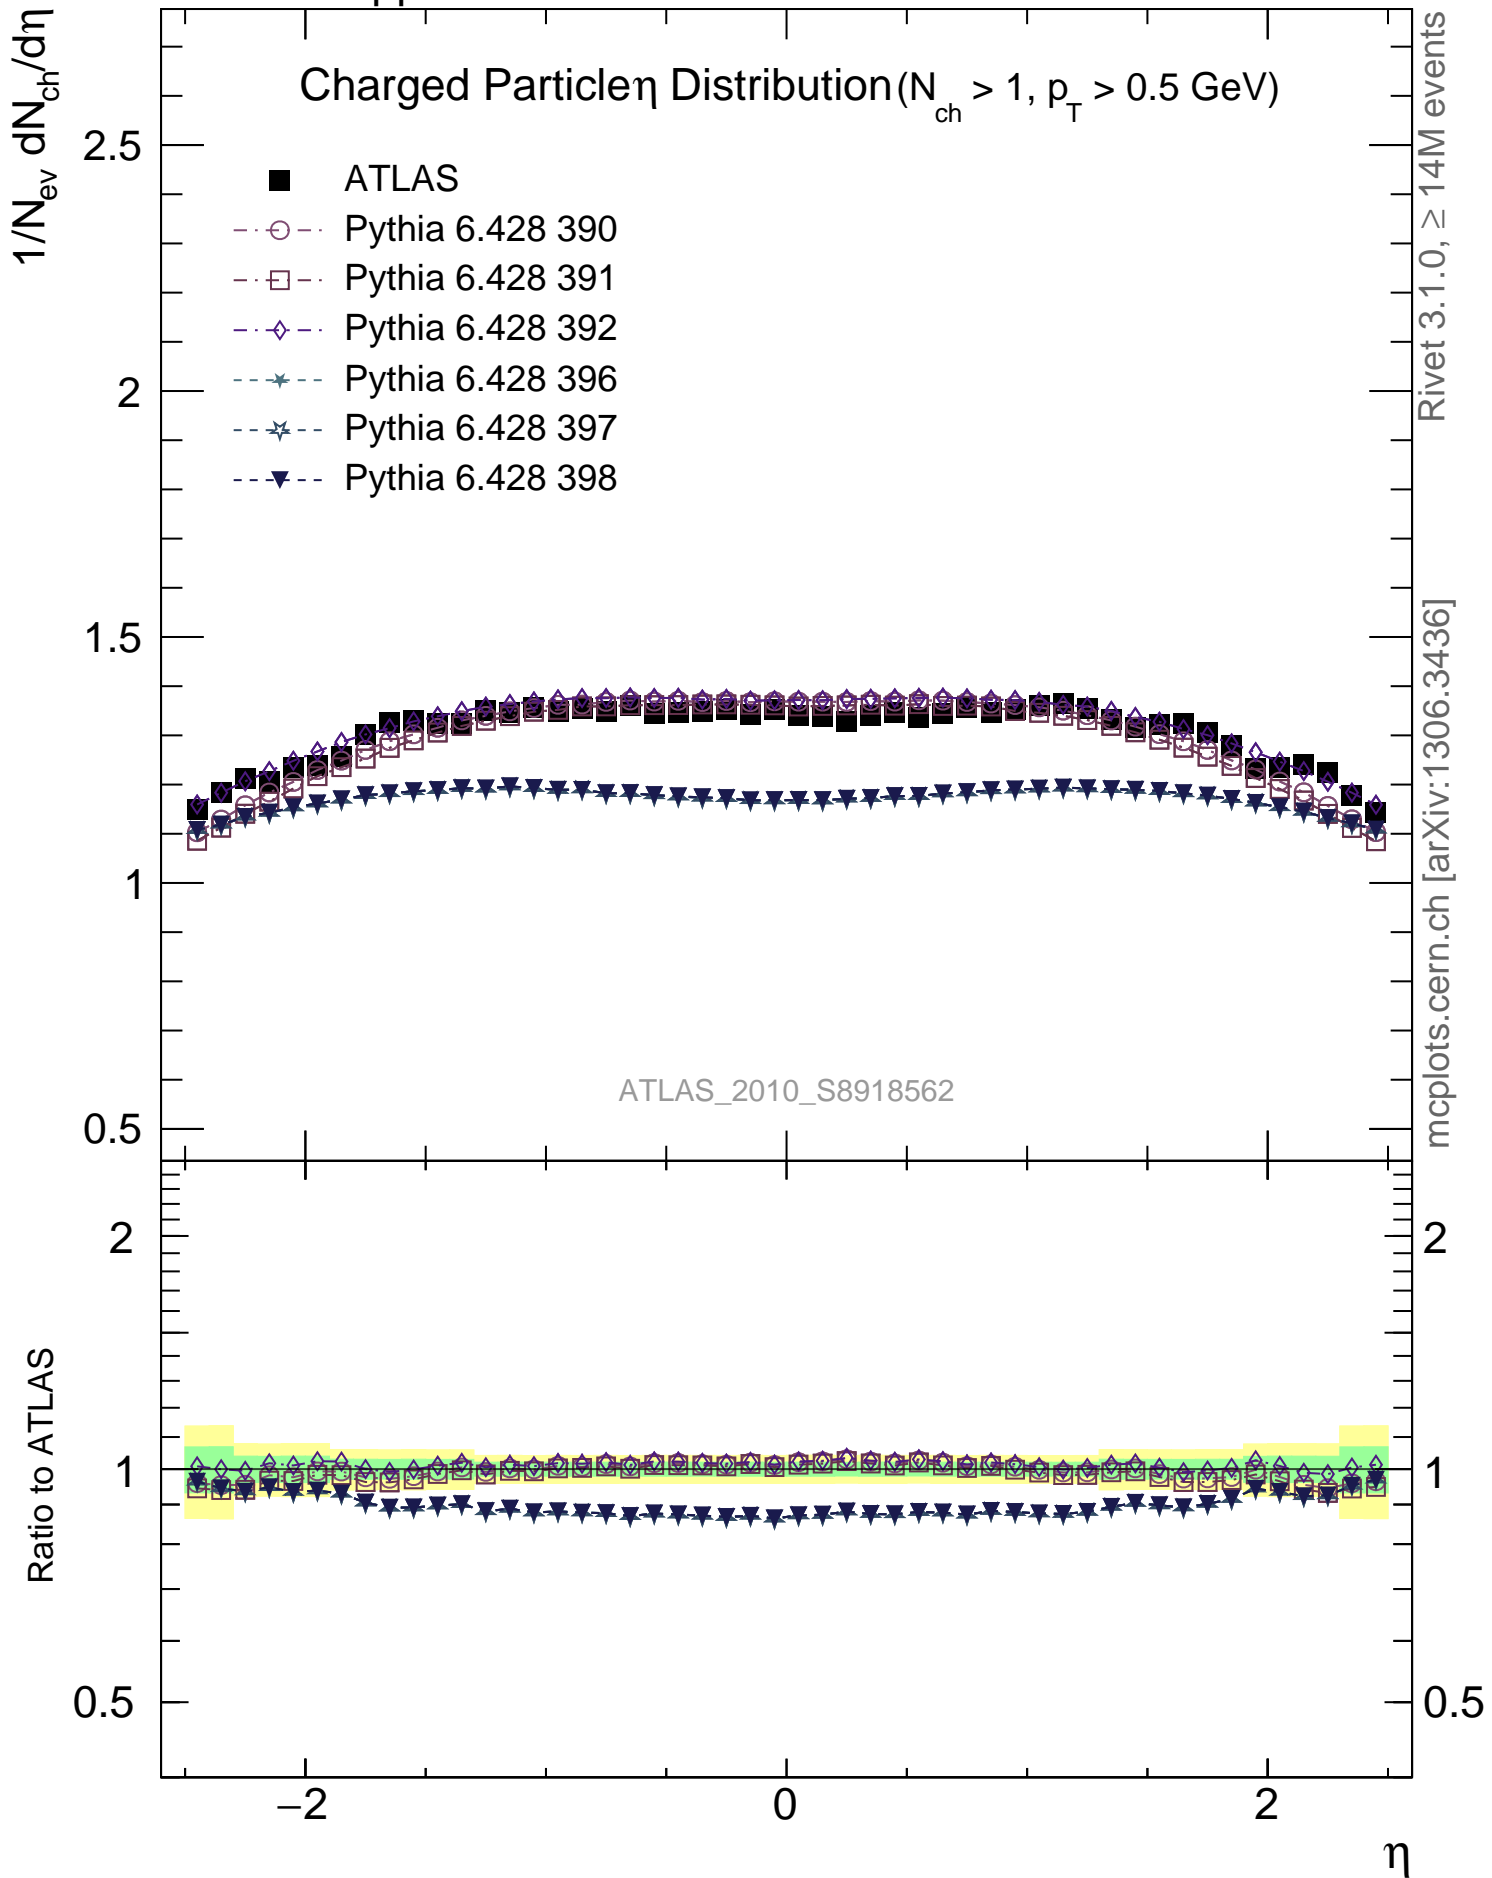 pp
1/N_ev dN_ch/dη
Charged Particleη Distribution(N_ch > 1, p_T > 0.5 GeV)
ATLAS
Pythia 6.428 390
Pythia 6.428 391
Pythia 6.428 392
Pythia 6.428 396
Pythia 6.428 397
Pythia 6.428 398
2.5
2
1.5
1
0.5
ATLAS_2010_S8918562
Rivet 3.1.0, ≥ 14M events
mcplots.cern.ch [arXiv:1306.3436]
Ratio to ATLAS
2
1
0.5
2
1
0.5
−2
0
2
η